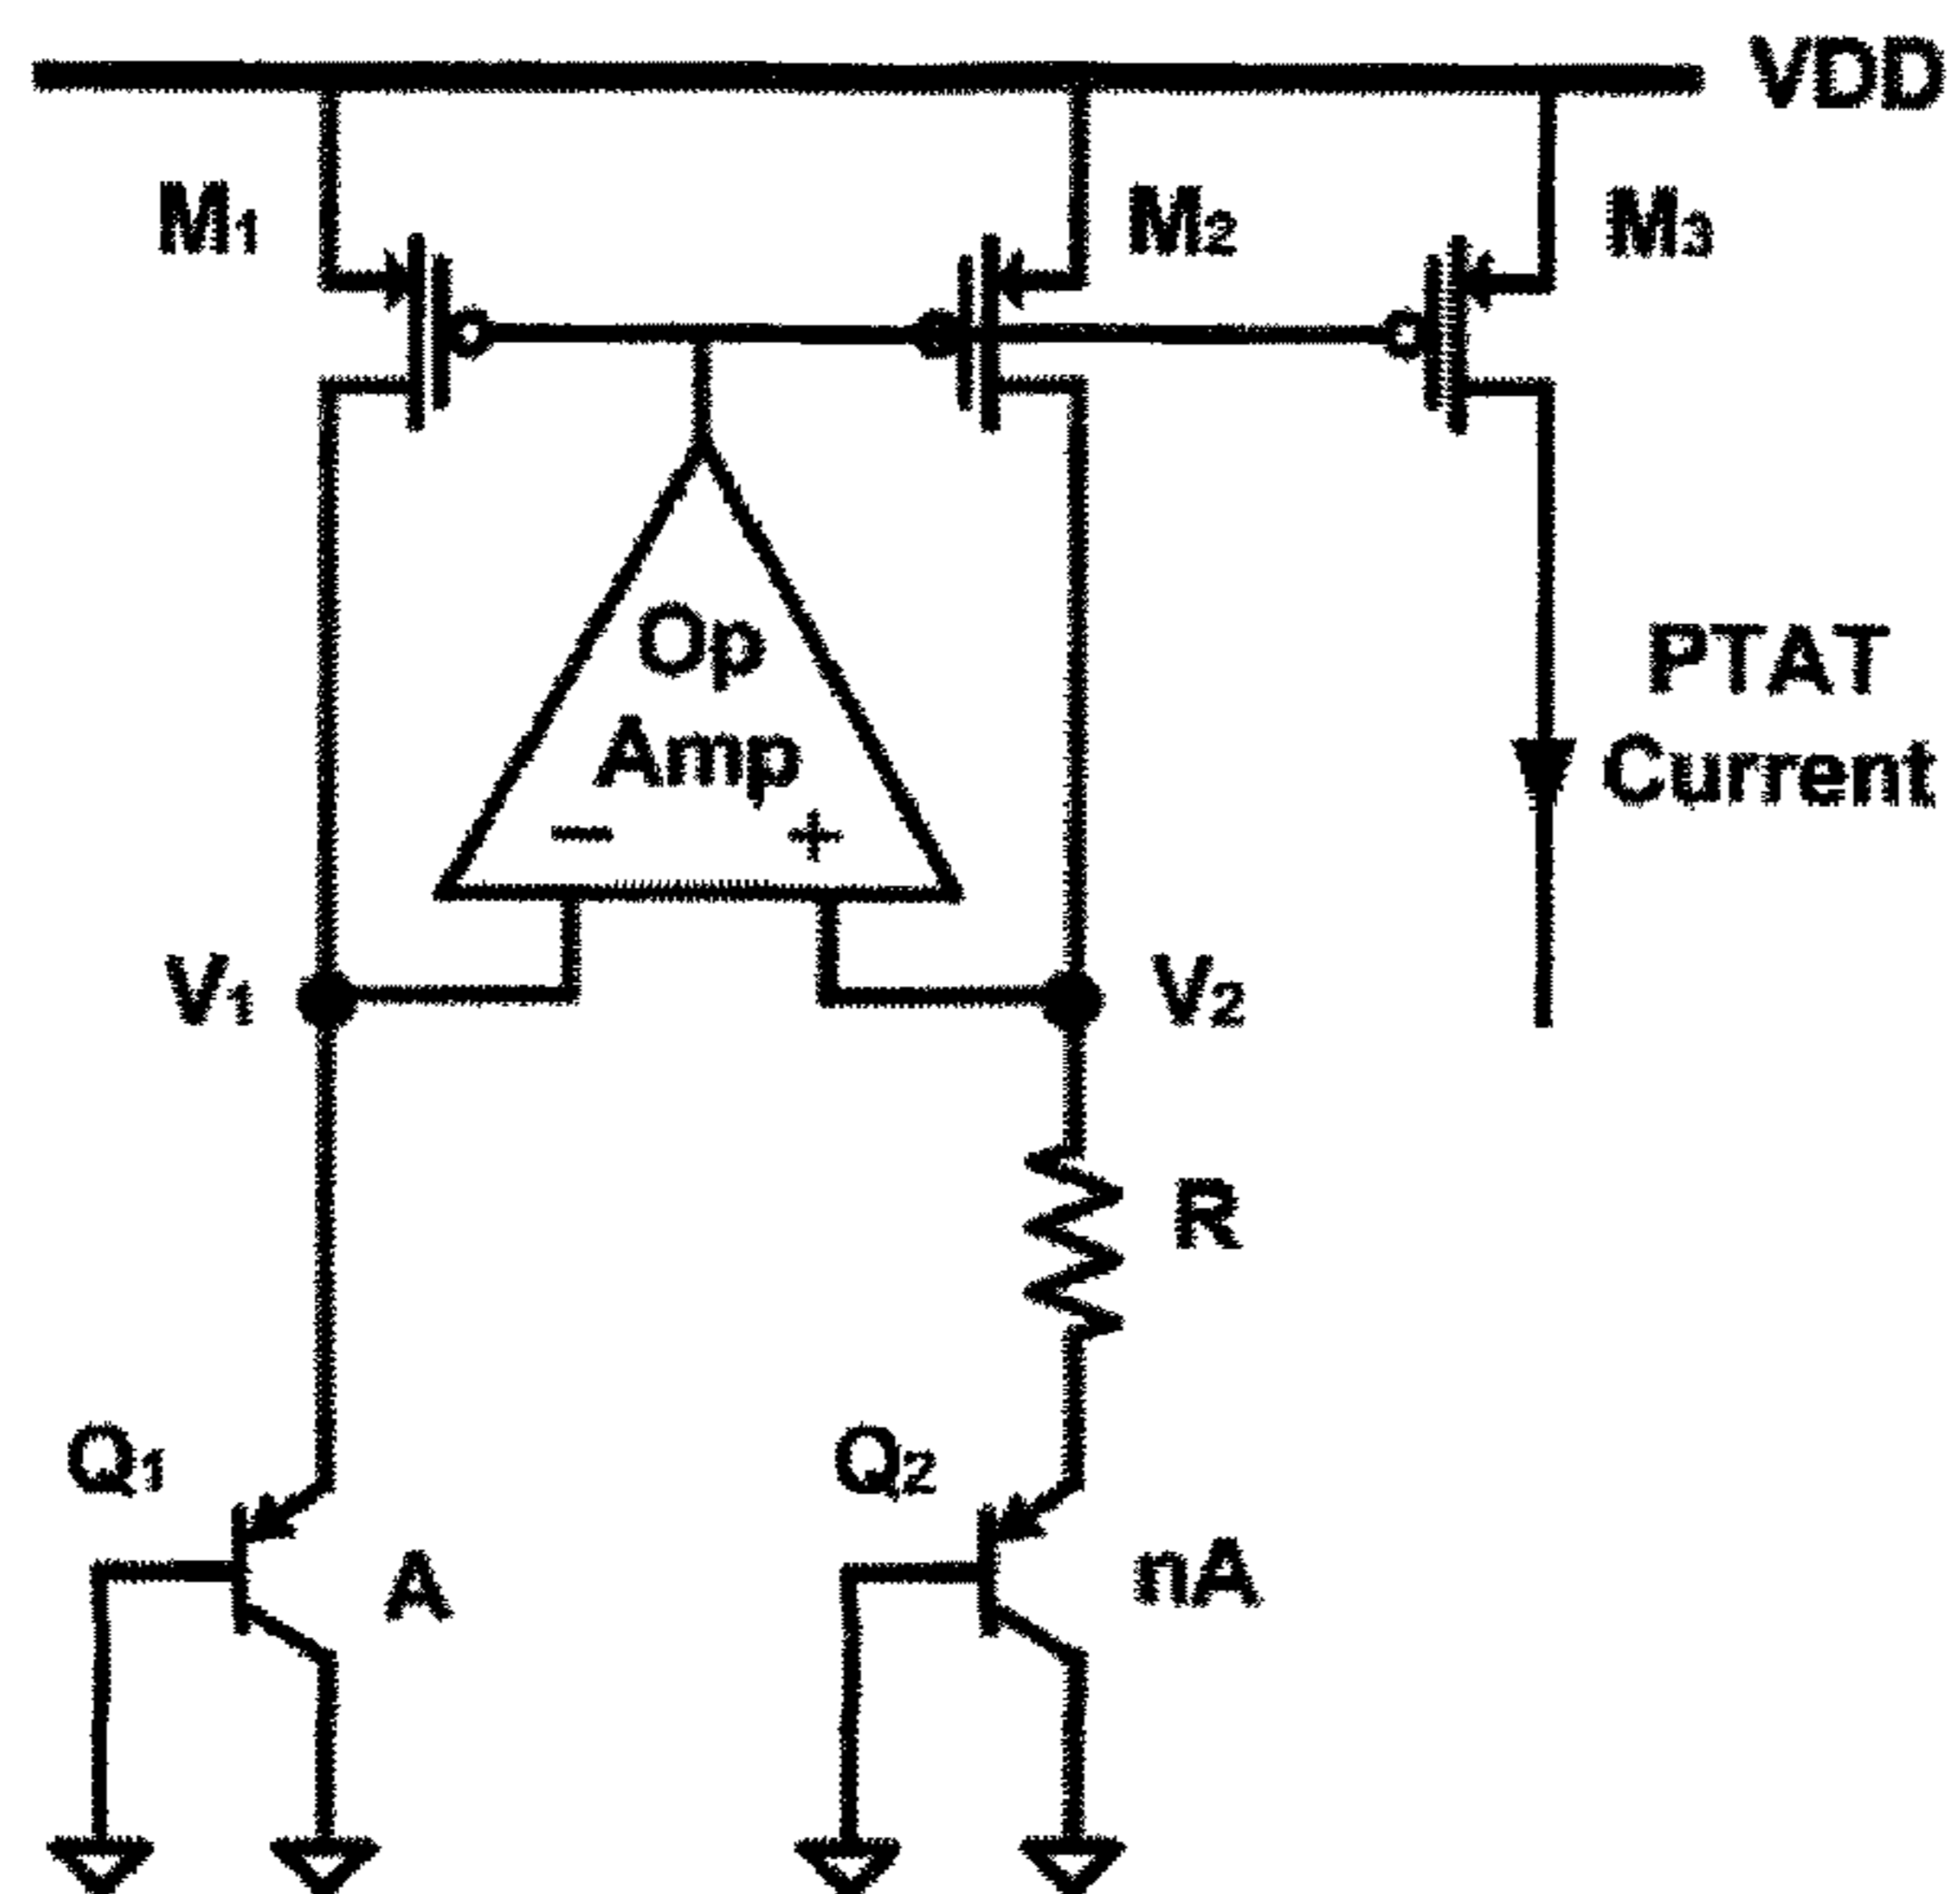 VDD
M1
M2
M3
Op
Amp
− +
PTAT
Current
V1
V2
R
Q1
A
Q2
nA